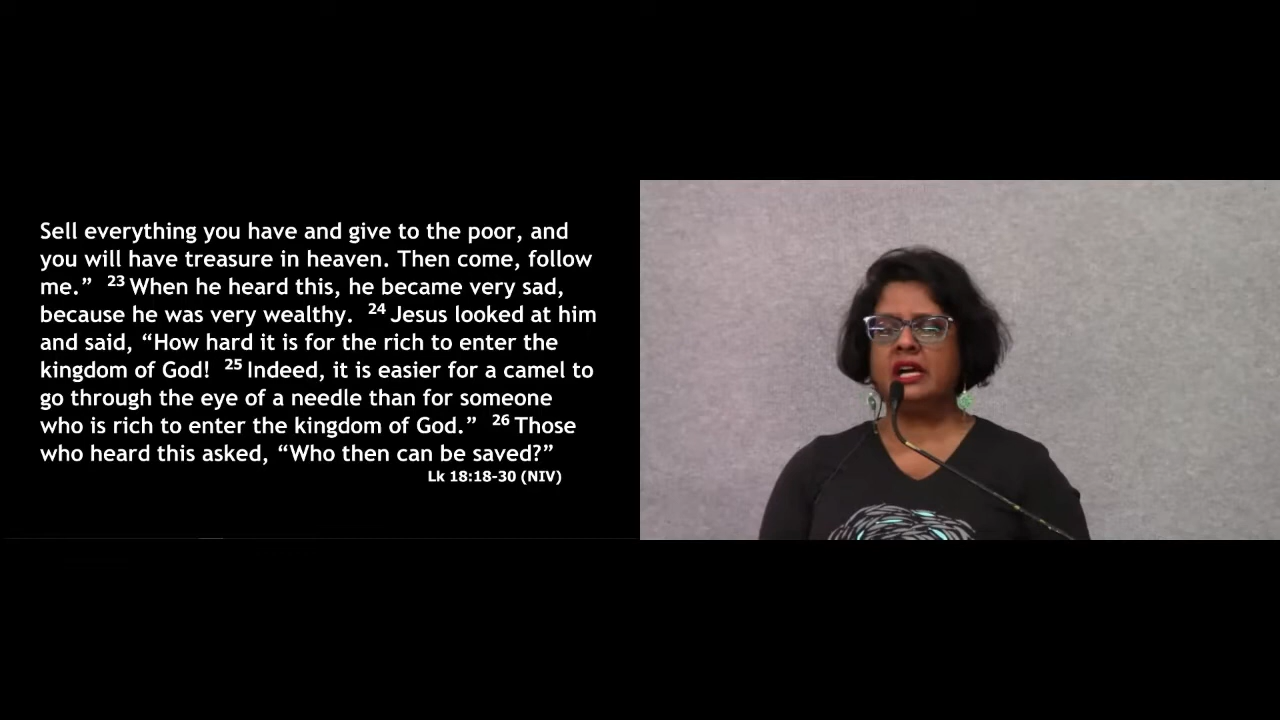 Sell everything you have and give to the poor, and
you will have treasure in heaven. Then come, follow
me.” 23 When he heard this, he became very sad,
because he was very wealthy. 24 Jesus looked at him
and said, “How hard it is for the rich to enter the
kingdom of God! 25 Indeed, it is easier for a camel to
go through the eye of a needle than for someone
who is rich to enter the kingdom of God.” 26 Those
who heard this asked, “Who then can be saved?”
Lk 18:18-30 (NIV)